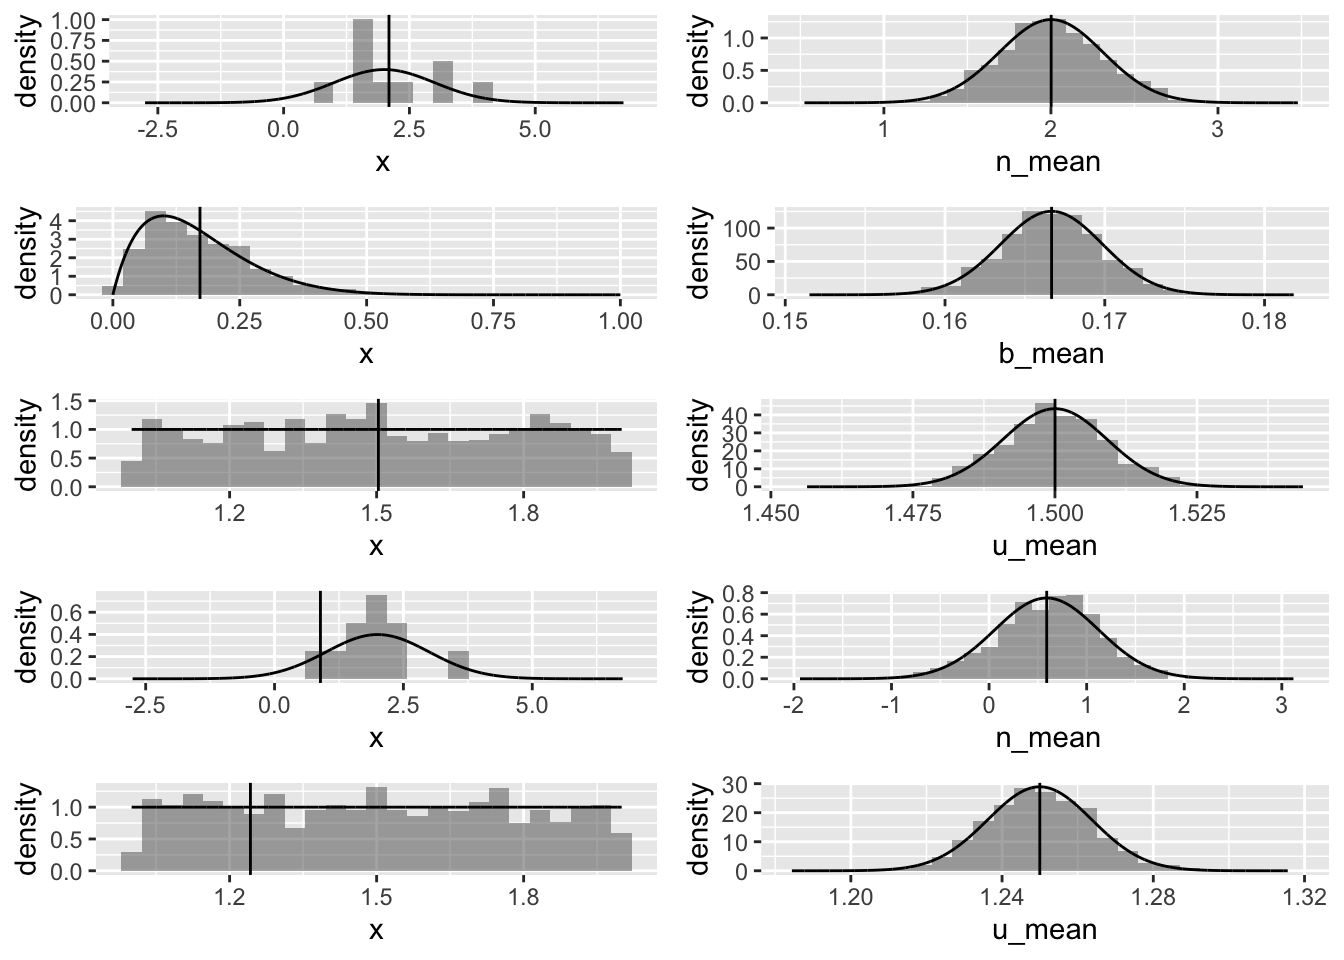 density
1.00
0.75
0.50
0.25
0.00
-2.5 0.0 2.5 5.0
x
density
1.0
0.5
0.0
1 2 3
n_mean
density
4
3
2
1
0
0.00 0.25 0.50 0.75 1.00
x
density
100
50
0
0.15 0.16 0.17 0.18
b_mean
density
1.5
1.0
0.5
0.0
1.2 1.5 1.8
x
density
40
30
20
10
0
1.450 1.475 1.500 1.525
u_mean
density
0.6
0.4
0.2
0.0
-2.5 0.0 2.5 5.0
x
density
0.8
0.6
0.4
0.2
0.0
-2 -1 0 1 2 3
n_mean
density
1.0
0.5
0.0
1.2 1.5 1.8
x
density
30
20
10
0
1.20 1.24 1.28 1.32
u_mean